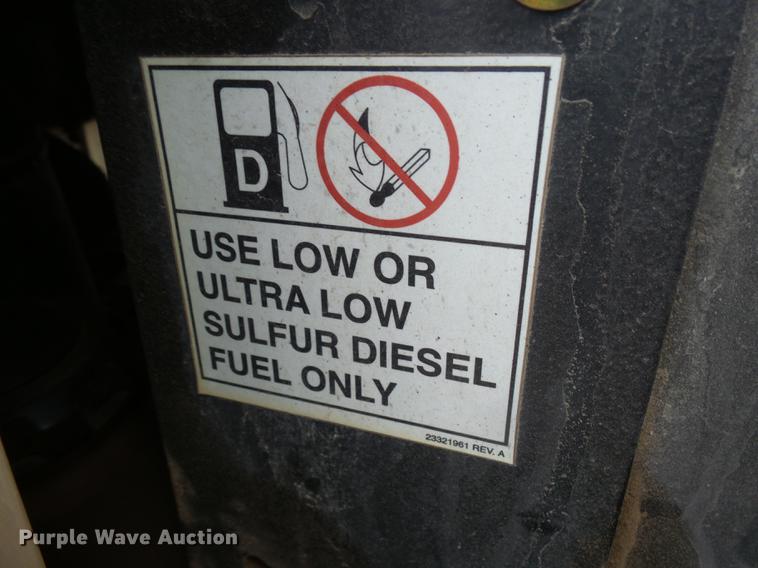 D
USE LOW OR
ULTRA LOW
SULFUR DIESEL
FUEL ONLY
23321961 REV. A
Purple Wave Auction